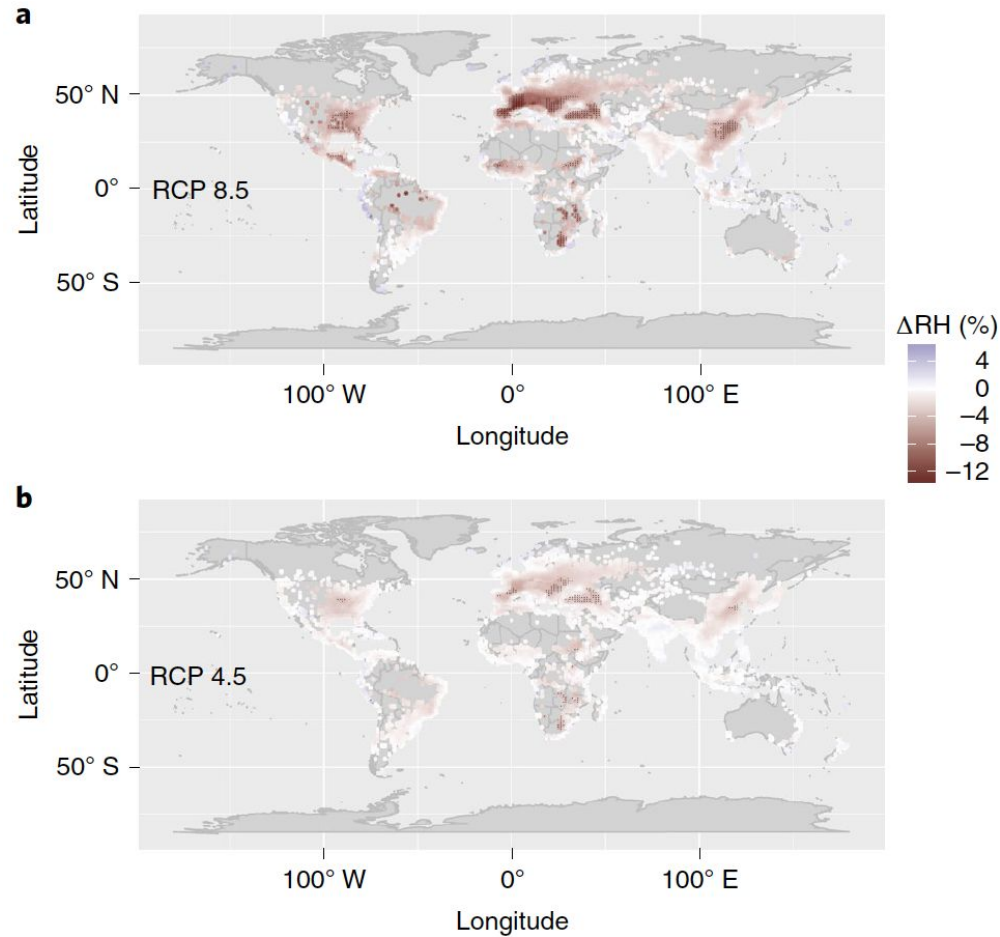 a
50° N
0°
50° S
Latitude
RCP 8.5
100° W
0°
100° E
Longitude
ΔRH (%)
4
0
−4
−8
−12
b
50° N
0°
50° S
Latitude
RCP 4.5
100° W
0°
100° E
Longitude